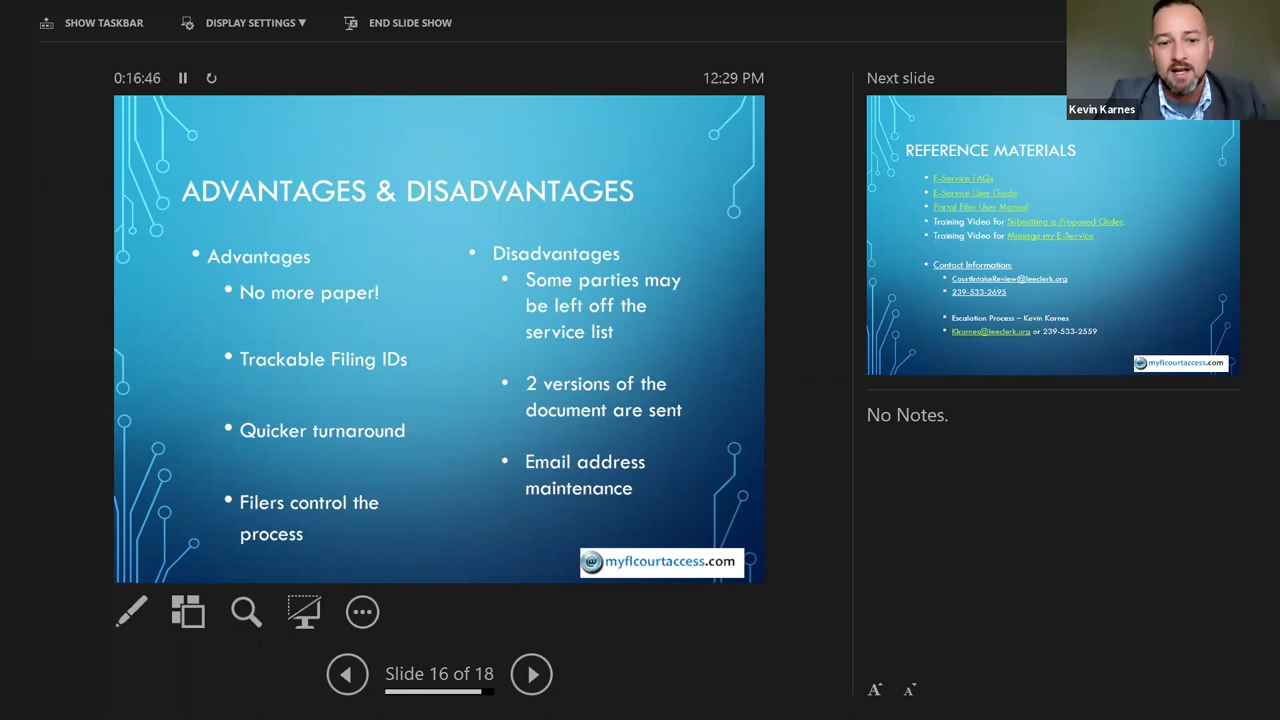 SHOW TASKBAR
DISPLAY SETTINGS ▼
END SLIDE SHOW
0:16:46
12:29 PM
Next slide
Kevin Karnes
ADVANTAGES & DISADVANTAGES
• Advantages
• No more paper!
• Trackable Filing IDs
• Quicker turnaround
• Filers control the
process
• Disadvantages
• Some parties may
be left off the
service list
• 2 versions of the
document are sent
• Email address
maintenance
@ myflcourtaccess.com
REFERENCE MATERIALS
• E-Service FAQs
• E-Service User Guide
• Portal Filer User Manual
• Training Video for Submitting a Proposed Order.
• Training Video for Manage my E-Service
• Contact Information:
• CourtIntakeReview@leeclerk.org
• 239-533-2695
• Escalation Process – Kevin Karnes
• Kkarnes@leeclerk.org or 239-533-2559
@ myflcourtaccess.com
No Notes.
Slide 16 of 18
A A